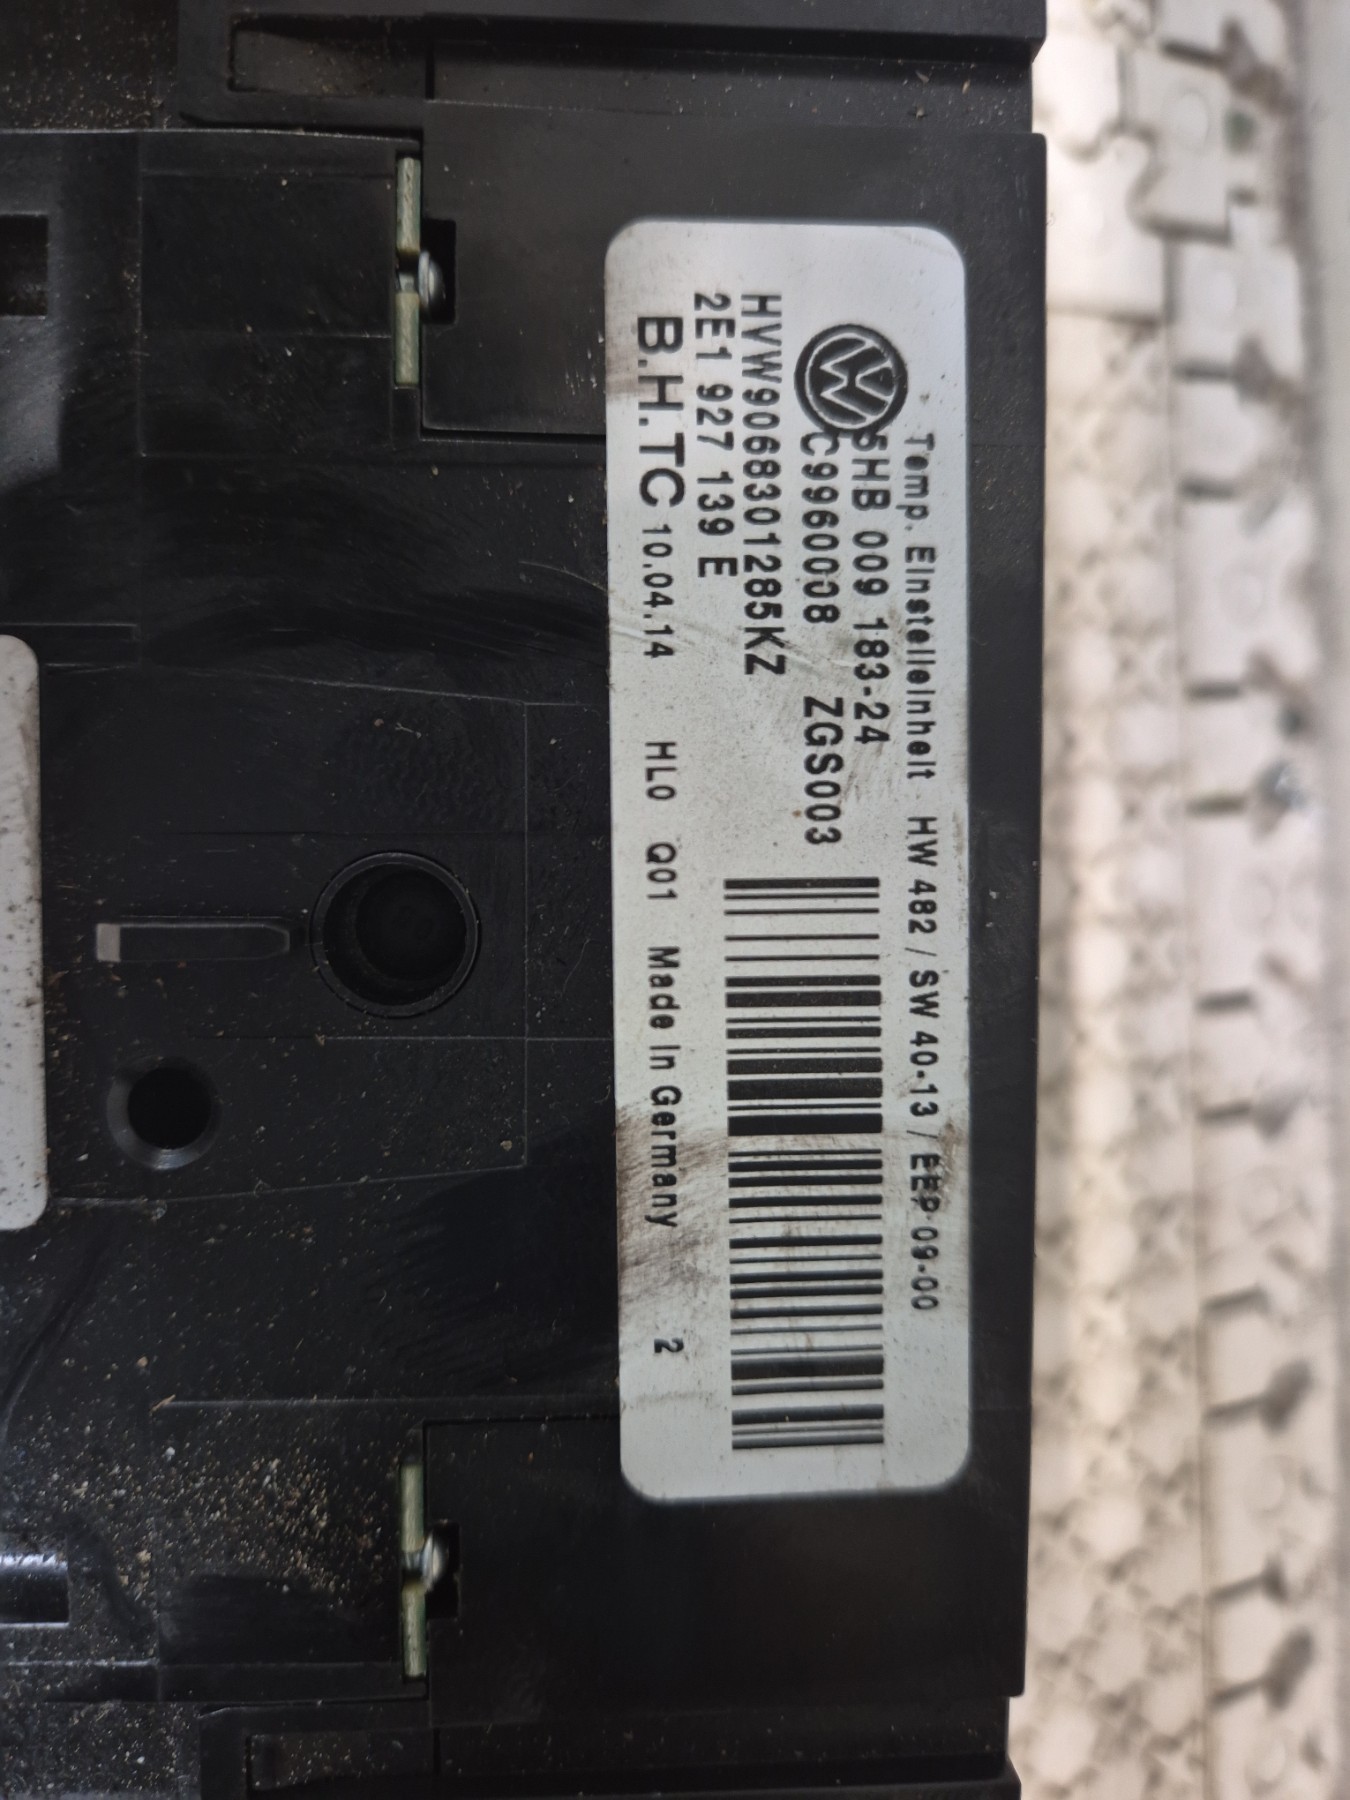 Temp. Einstelleinheit HW 482 / SW 40-13 / EEP 09-00
5HB 009 183-24
C9960008 ZGS003
HVW9068301285KZ
2E1 927 139 E
B.H.TC 10.04.14 HL0 Q01 Made in Germany 2